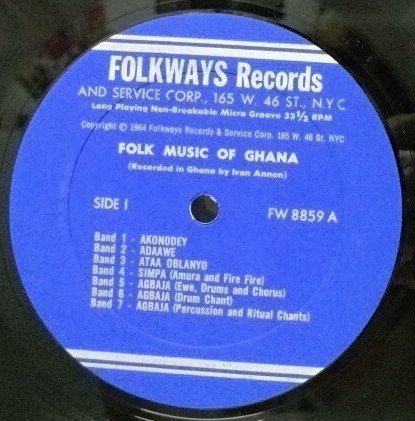 FOLKWAYS Records
AND SERVICE CORP., 165 W. 46 ST., N.Y C
Long Playing Non-Breakable Micro Groove 33⅓ RPM
Copyright © 1964 Folkways Records & Service Corp. 165 W. 46 St. NYC
FOLK MUSIC OF GHANA
(Recorded in Ghana by Ivan Annan)
SIDE I
FW 8859 A
Band 1 - AKONODEY
Band 2 - ADAAWE
Band 3 - ATAA OBLANYO
Band 4 - SIMPA (Amura and Fire Fire)
Band 5 - AGBAJA (Ewe, Drums and Chorus)
Band 6 - AGBAJA (Drum Chant)
Band 7 - AGBAJA (Percussion and Ritual Chants)